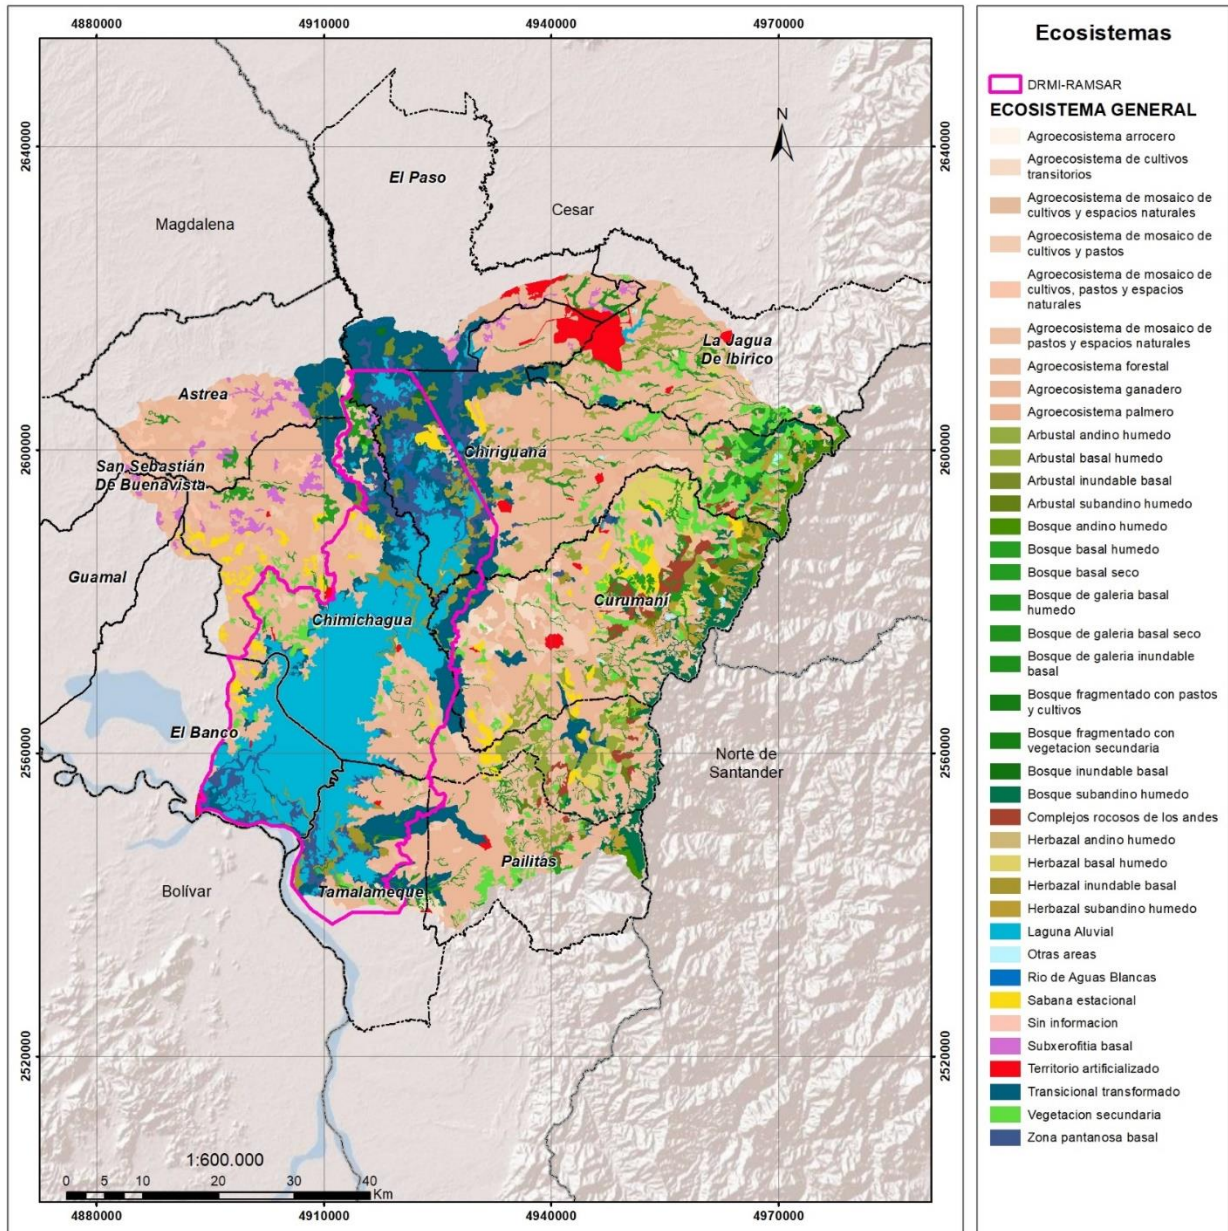 4880000
4910000
4940000
4970000
Ecosistemas
DRMI-RAMSAR
ECOSISTEMA GENERAL
Agroecosistema arrocero
Agroecosistema de cultivos
transitorios
Agroecosistema de mosaico de
cultivos y espacios naturales
Agroecosistema de mosaico de
cultivos y pastos
Agroecosistema de mosaico de
cultivos, pastos y espacios
naturales
Agroecosistema de mosaico de
pastos y espacios naturales
Agroecosistema forestal
Agroecosistema ganadero
Agroecosistema palmero
Arbustal andino humedo
Arbustal basal humedo
Arbustal inundable basal
Arbustal subandino humedo
Bosque andino humedo
Bosque basal humedo
Bosque basal seco
Bosque de galeria basal
humedo
Bosque de galeria basal seco
Bosque de galeria inundable
basal
Bosque fragmentado con pastos
y cultivos
Bosque fragmentado con
vegetacion secundaria
Bosque inundable basal
Bosque subandino humedo
Complejos rocosos de los andes
Herbazal andino humedo
Herbazal basal humedo
Herbazal inundable basal
Herbazal subandino humedo
Laguna Aluvial
Otras areas
Rio de Aguas Blancas
Sabana estacional
Sin informacion
Subxerofitia basal
Territorio artificializado
Transicional transformado
Vegetacion secundaria
Zona pantanosa basal
N
2640000
2640000
El Paso
Magdalena
Cesar
La Jagua
De Ibirico
Astrea
Chiriguaná
2600000
2600000
San Sebastián
De Buenavista
Guamal
Curumaní
Chimichagua
El Banco
2560000
2560000
Norte de
Santander
Pailitas
Bolívar
Tamalameque
2520000
2520000
1:600.000
0 5 10 20 30 40
Km
4880000
4910000
4940000
4970000